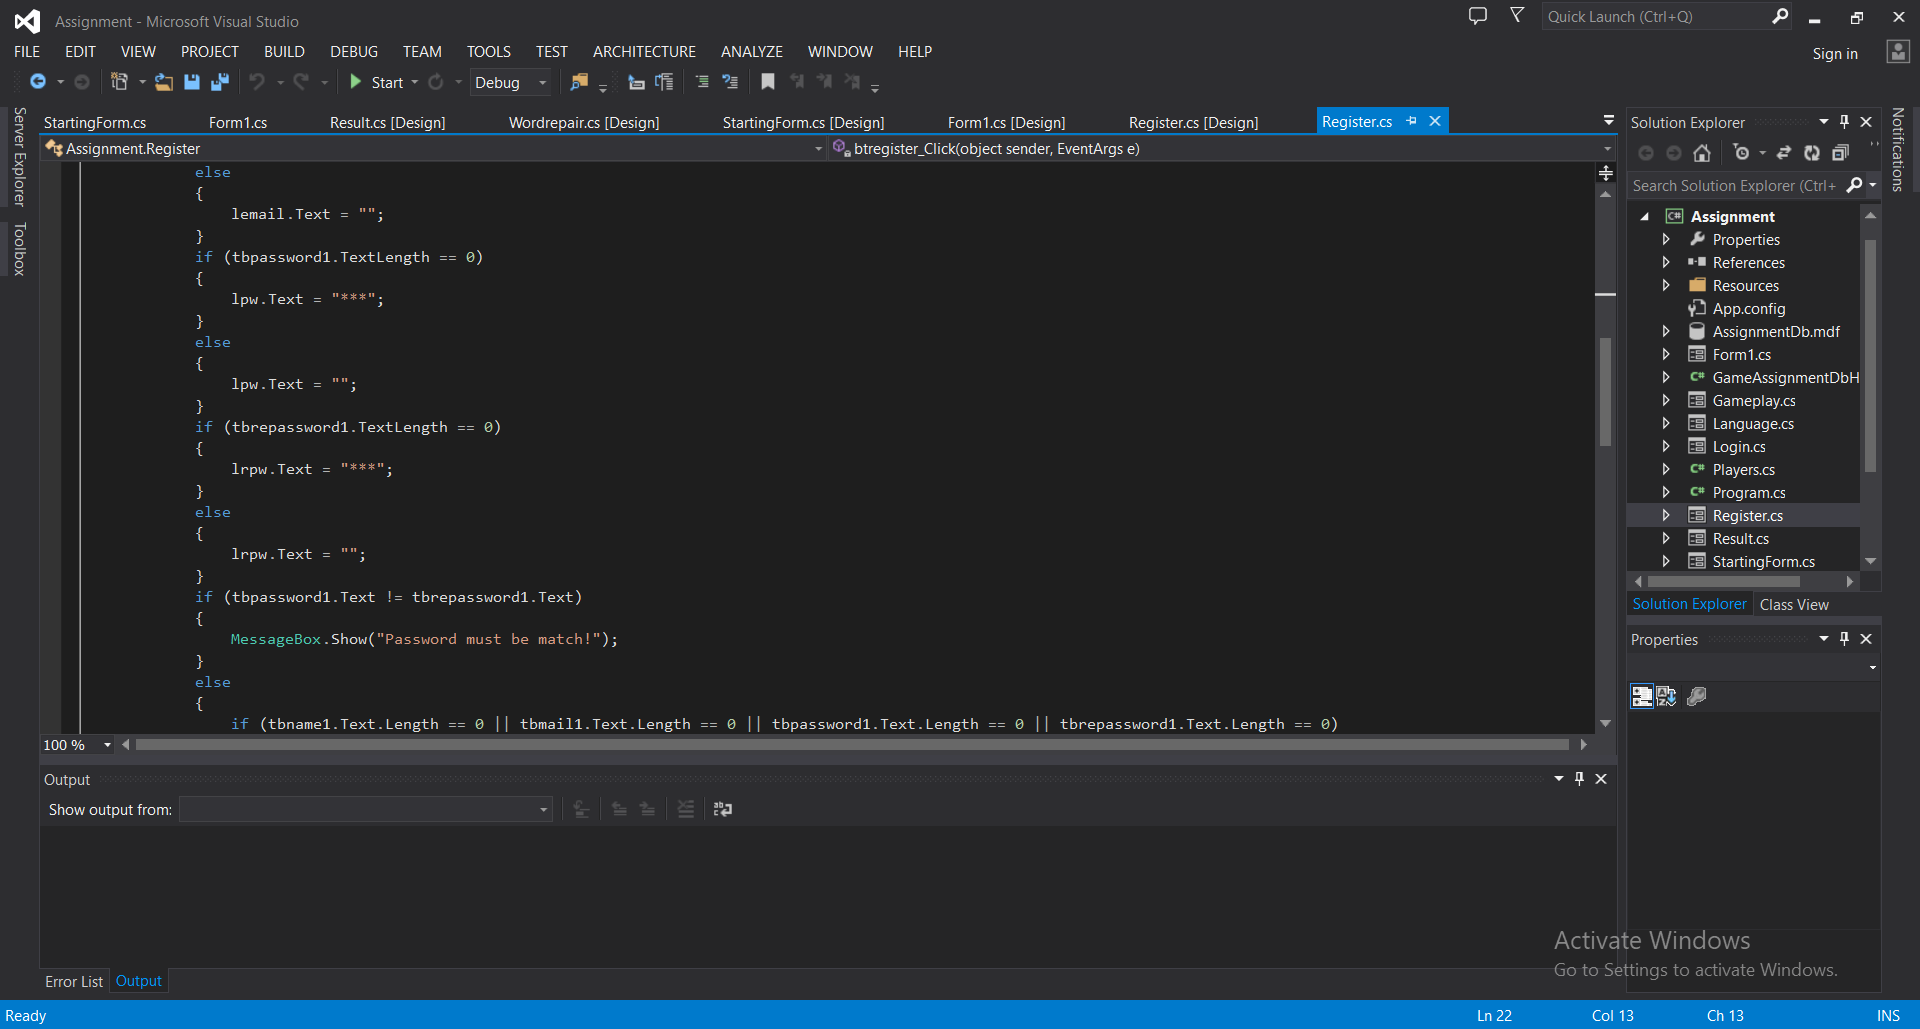 Assignment - Microsoft Visual Studio
Quick Launch (Ctrl+Q)
FILE EDIT VIEW PROJECT BUILD DEBUG TEAM TOOLS TEST ARCHITECTURE ANALYZE WINDOW HELP
Sign in
Start
Debug
Server Explorer
Toolbox
StartingForm.cs Form1.cs Result.cs [Design] Wordrepair.cs [Design] StartingForm.cs [Design] Form1.cs [Design] Register.cs [Design] Register.cs
Assignment.Register
btregister_Click(object sender, EventArgs e)
else
{
lemail.Text = "";
}
if (tbpassword1.TextLength == 0)
{
lpw.Text = "***";
}
else
{
lpw.Text = "";
}
if (tbrepassword1.TextLength == 0)
{
lrpw.Text = "***";
}
else
{
lrpw.Text = "";
}
if (tbpassword1.Text != tbrepassword1.Text)
{
MessageBox.Show("Password must be match!");
}
else
{
if (tbname1.Text.Length == 0 || tbmail1.Text.Length == 0 || tbpassword1.Text.Length == 0 || tbrepassword1.Text.Length == 0)
100 %
Output
Show output from:
Error List Output
Solution Explorer
Search Solution Explorer (Ctrl+
C# Assignment
Properties
References
Resources
App.config
AssignmentDb.mdf
Form1.cs
C# GameAssignmentDbH
Gameplay.cs
Language.cs
Login.cs
C# Players.cs
C# Program.cs
Register.cs
Result.cs
StartingForm.cs
Solution Explorer Class View
Properties
Notifications
Activate Windows
Go to Settings to activate Windows.
Ready
Ln 22 Col 13 Ch 13 INS